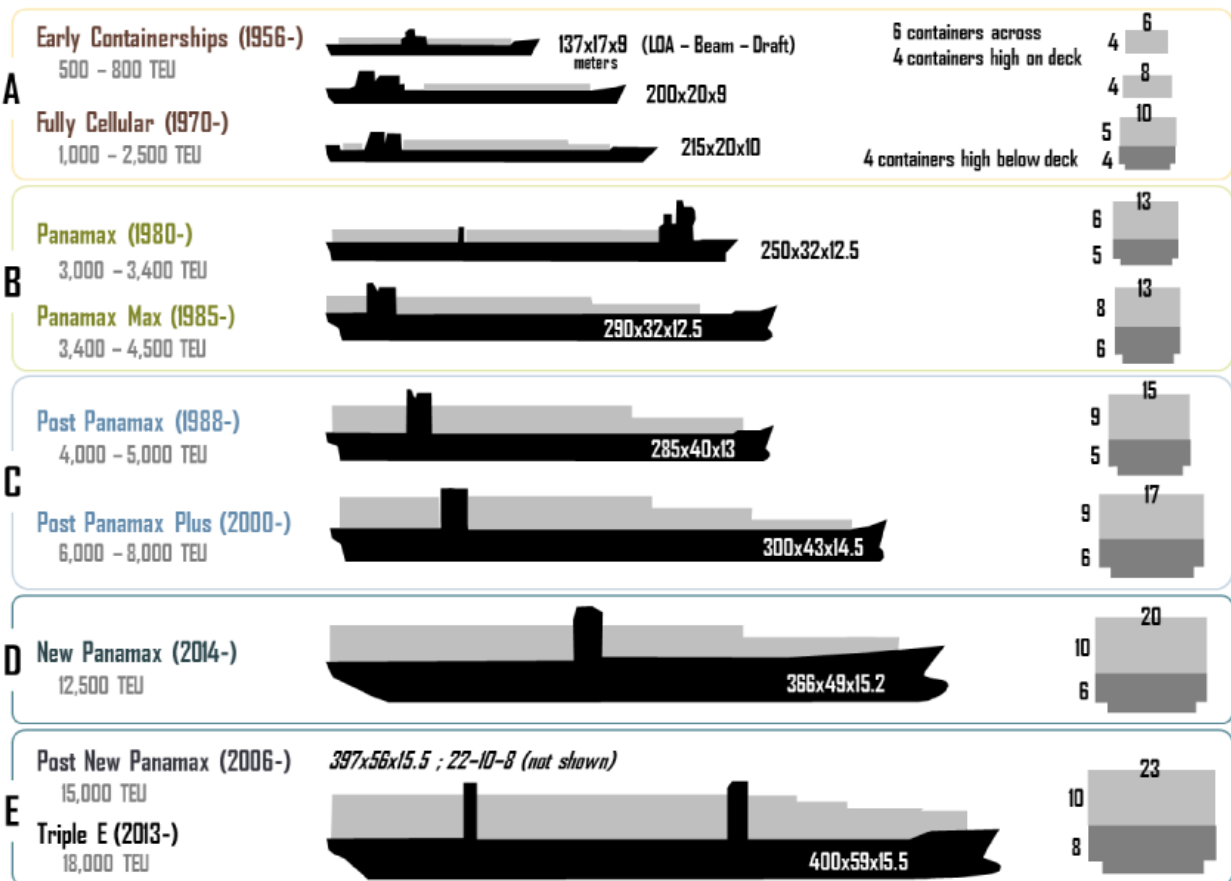 A
Early Containerships (1956-)
500 – 800 TEU
137x17x9 (LOA – Beam – Draft)
meters
6 containers across
4 containers high on deck
6
4
200x20x9
8
4
Fully Cellular (1970-)
1,000 – 2,500 TEU
215x20x10
4 containers high below deck
10
5
4
B
Panamax (1980-)
3,000 – 3,400 TEU
250x32x12.5
13
6
5
Panamax Max (1985-)
3,400 – 4,500 TEU
290x32x12.5
13
8
6
C
Post Panamax (1988-)
4,000 – 5,000 TEU
285x40x13
15
9
5
Post Panamax Plus (2000-)
6,000 – 8,000 TEU
300x43x14.5
17
9
6
D
New Panamax (2014-)
12,500 TEU
366x49x15.2
20
10
6
E
Post New Panamax (2006-)
15,000 TEU
397x56x15.5 ; 22-10-8 (not shown)
Triple E (2013-)
18,000 TEU
400x59x15.5
23
10
8